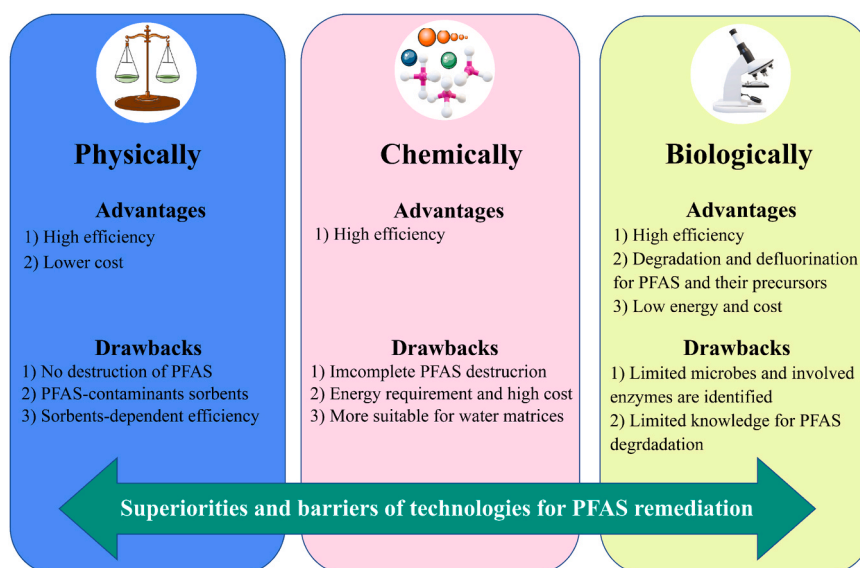 Physically
Advantages
1) High efficiency
2) Lower cost
Drawbacks
1) No destruction of PFAS
2) PFAS-contaminants sorbents
3) Sorbents-dependent efficiency
Chemically
Advantages
1) High efficiency
Drawbacks
1) Imcomplete PFAS destrucrion
2) Energy requirement and high cost
3) More suitable for water matrices
Biologically
Advantages
1) High efficiency
2) Degradation and defluorination
for PFAS and their precursors
3) Low energy and cost
Drawbacks
1) Limited microbes and involved
enzymes are identified
2) Limited knowledge for PFAS
degrdadation
Superiorities and barriers of technologies for PFAS remediation